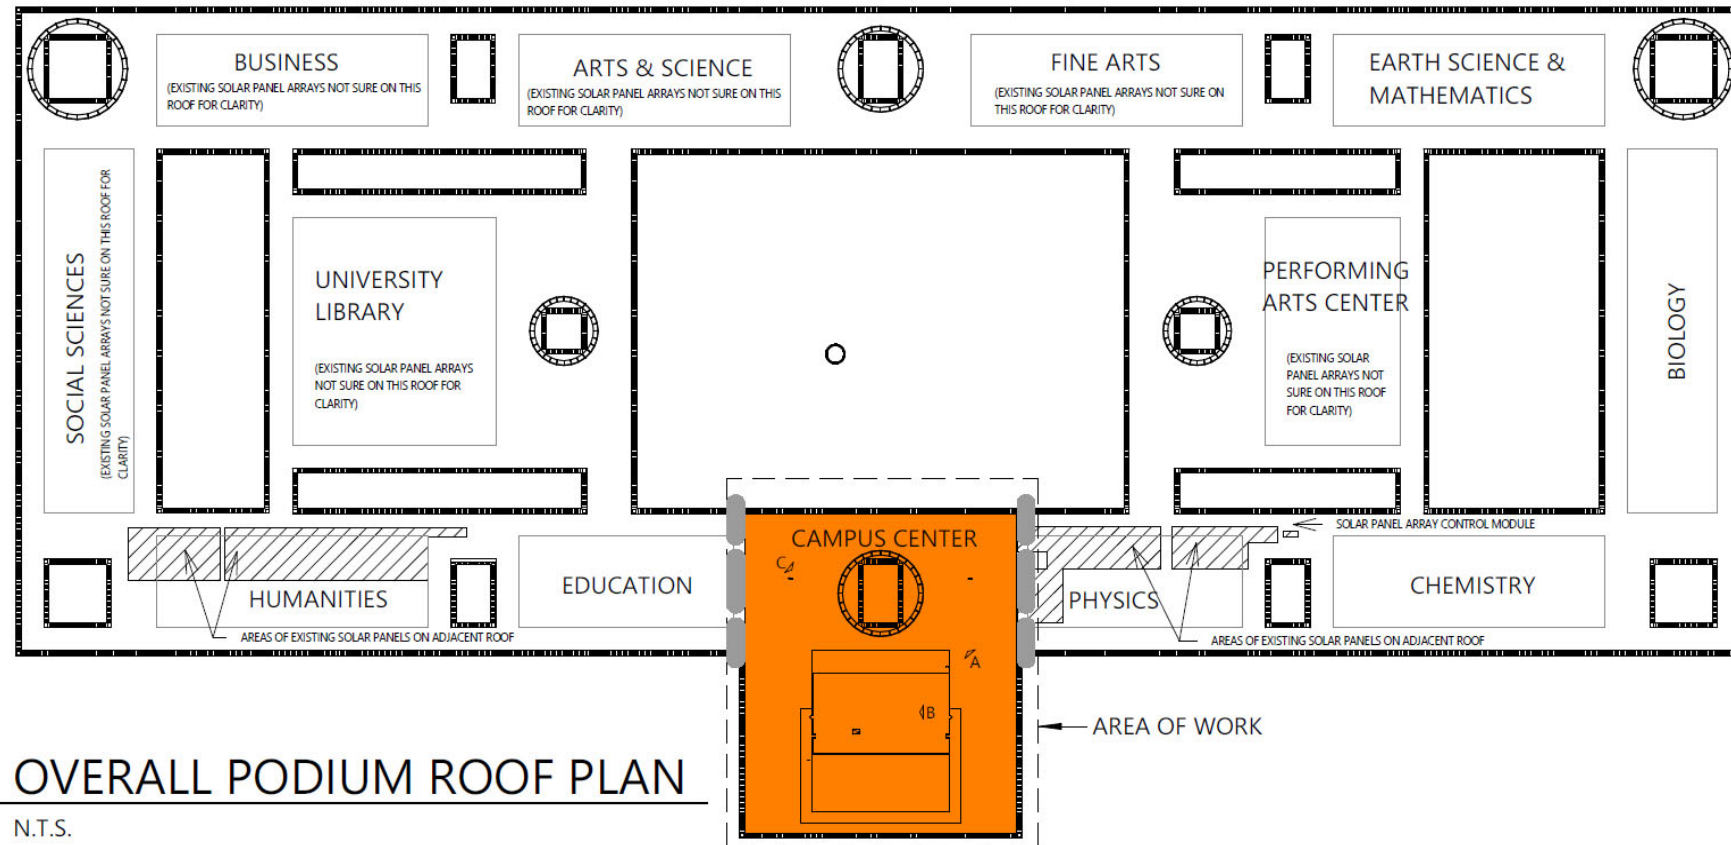 BUSINESS
(EXISTING SOLAR PANEL ARRAYS NOT SURE ON THIS
ROOF FOR CLARITY)
ARTS & SCIENCE
(EXISTING SOLAR PANEL ARRAYS NOT SURE ON THIS
ROOF FOR CLARITY)
FINE ARTS
(EXISTING SOLAR PANEL ARRAYS NOT SURE ON
THIS ROOF FOR CLARITY)
EARTH SCIENCE &
MATHEMATICS
SOCIAL SCIENCES
(EXISTING SOLAR PANEL ARRAYS NOT SURE ON THIS ROOF FOR
CLARITY)
UNIVERSITY
LIBRARY
(EXISTING SOLAR PANEL ARRAYS
NOT SURE ON THIS ROOF FOR
CLARITY)
PERFORMING
ARTS CENTER
(EXISTING SOLAR
PANEL ARRAYS NOT
SURE ON THIS ROOF
FOR CLARITY)
BIOLOGY
SOLAR PANEL ARRAY CONTROL MODULE
CAMPUS CENTER
C
HUMANITIES
EDUCATION
PHYSICS
CHEMISTRY
AREAS OF EXISTING SOLAR PANELS ON ADJACENT ROOF
AREAS OF EXISTING SOLAR PANELS ON ADJACENT ROOF
A
B
AREA OF WORK
OVERALL PODIUM ROOF PLAN
N.T.S.